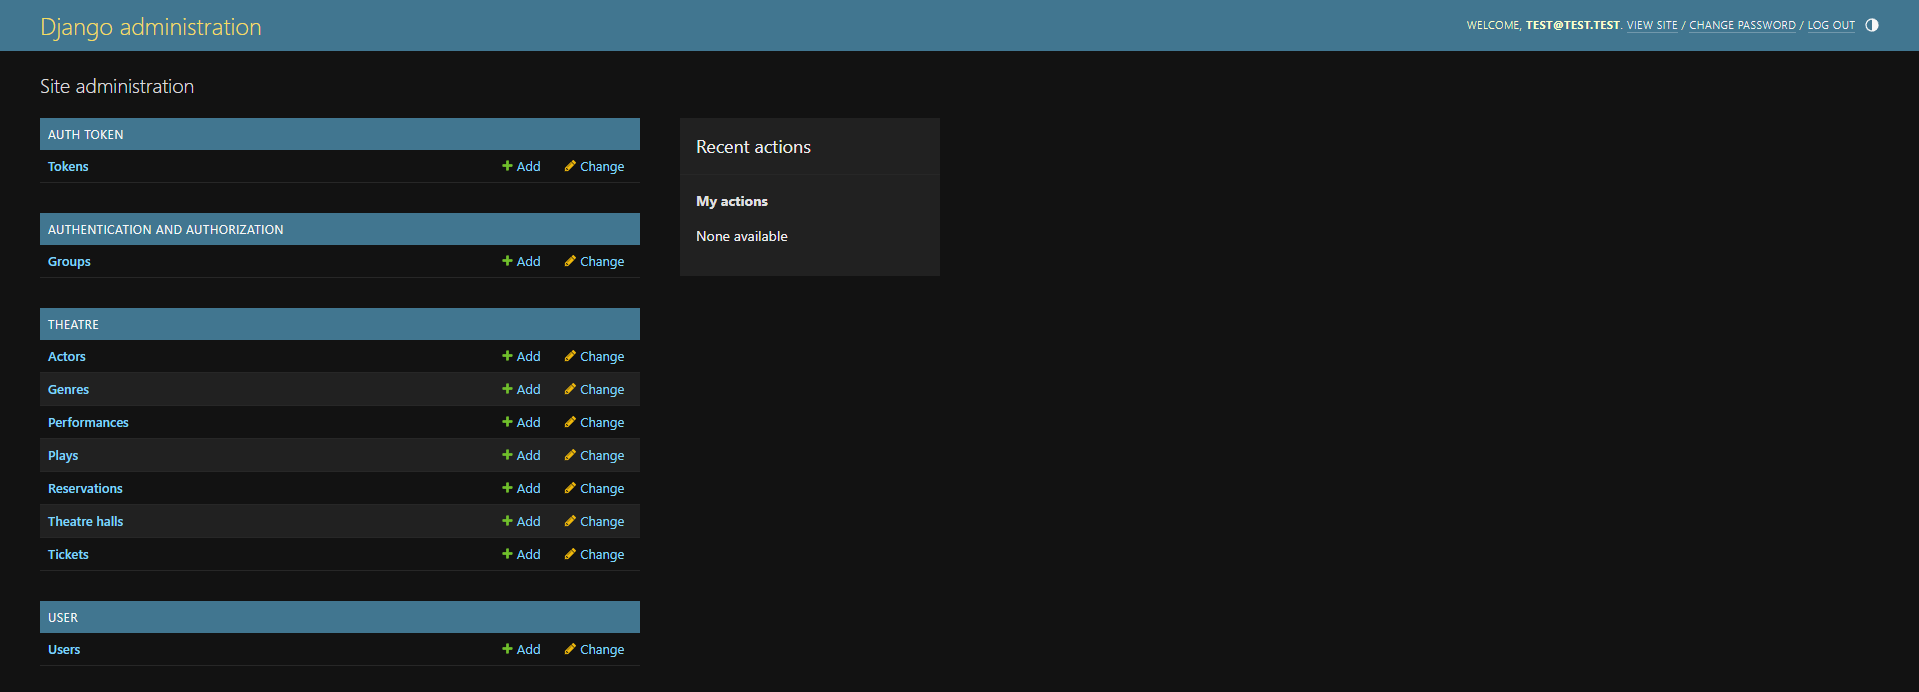 Django administration
WELCOME, TEST@TEST.TEST. VIEW SITE / CHANGE PASSWORD / LOG OUT
Site administration
AUTH TOKEN
Tokens Add Change
AUTHENTICATION AND AUTHORIZATION
Groups Add Change
THEATRE
Actors Add Change
Genres Add Change
Performances Add Change
Plays Add Change
Reservations Add Change
Theatre halls Add Change
Tickets Add Change
USER
Users Add Change
Recent actions
My actions
None available